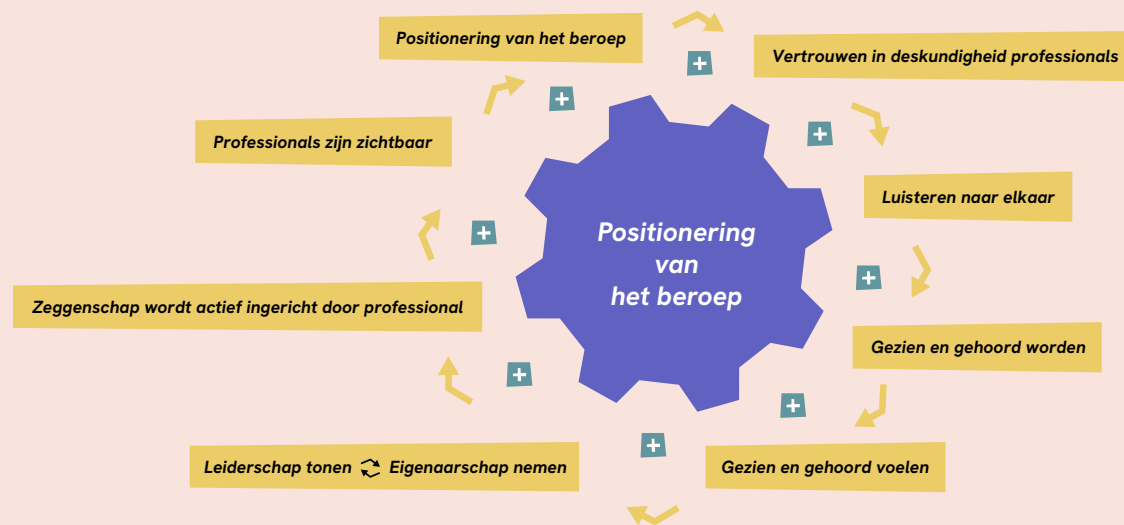 Positionering van het beroep
Vertrouwen in deskundigheid professionals
Professionals zijn zichtbaar
Luisteren naar elkaar
Positionering
van
het beroep
Zeggenschap wordt actief ingericht door professional
Gezien en gehoord worden
Leiderschap tonen Eigenaarschap nemen
Gezien en gehoord voelen